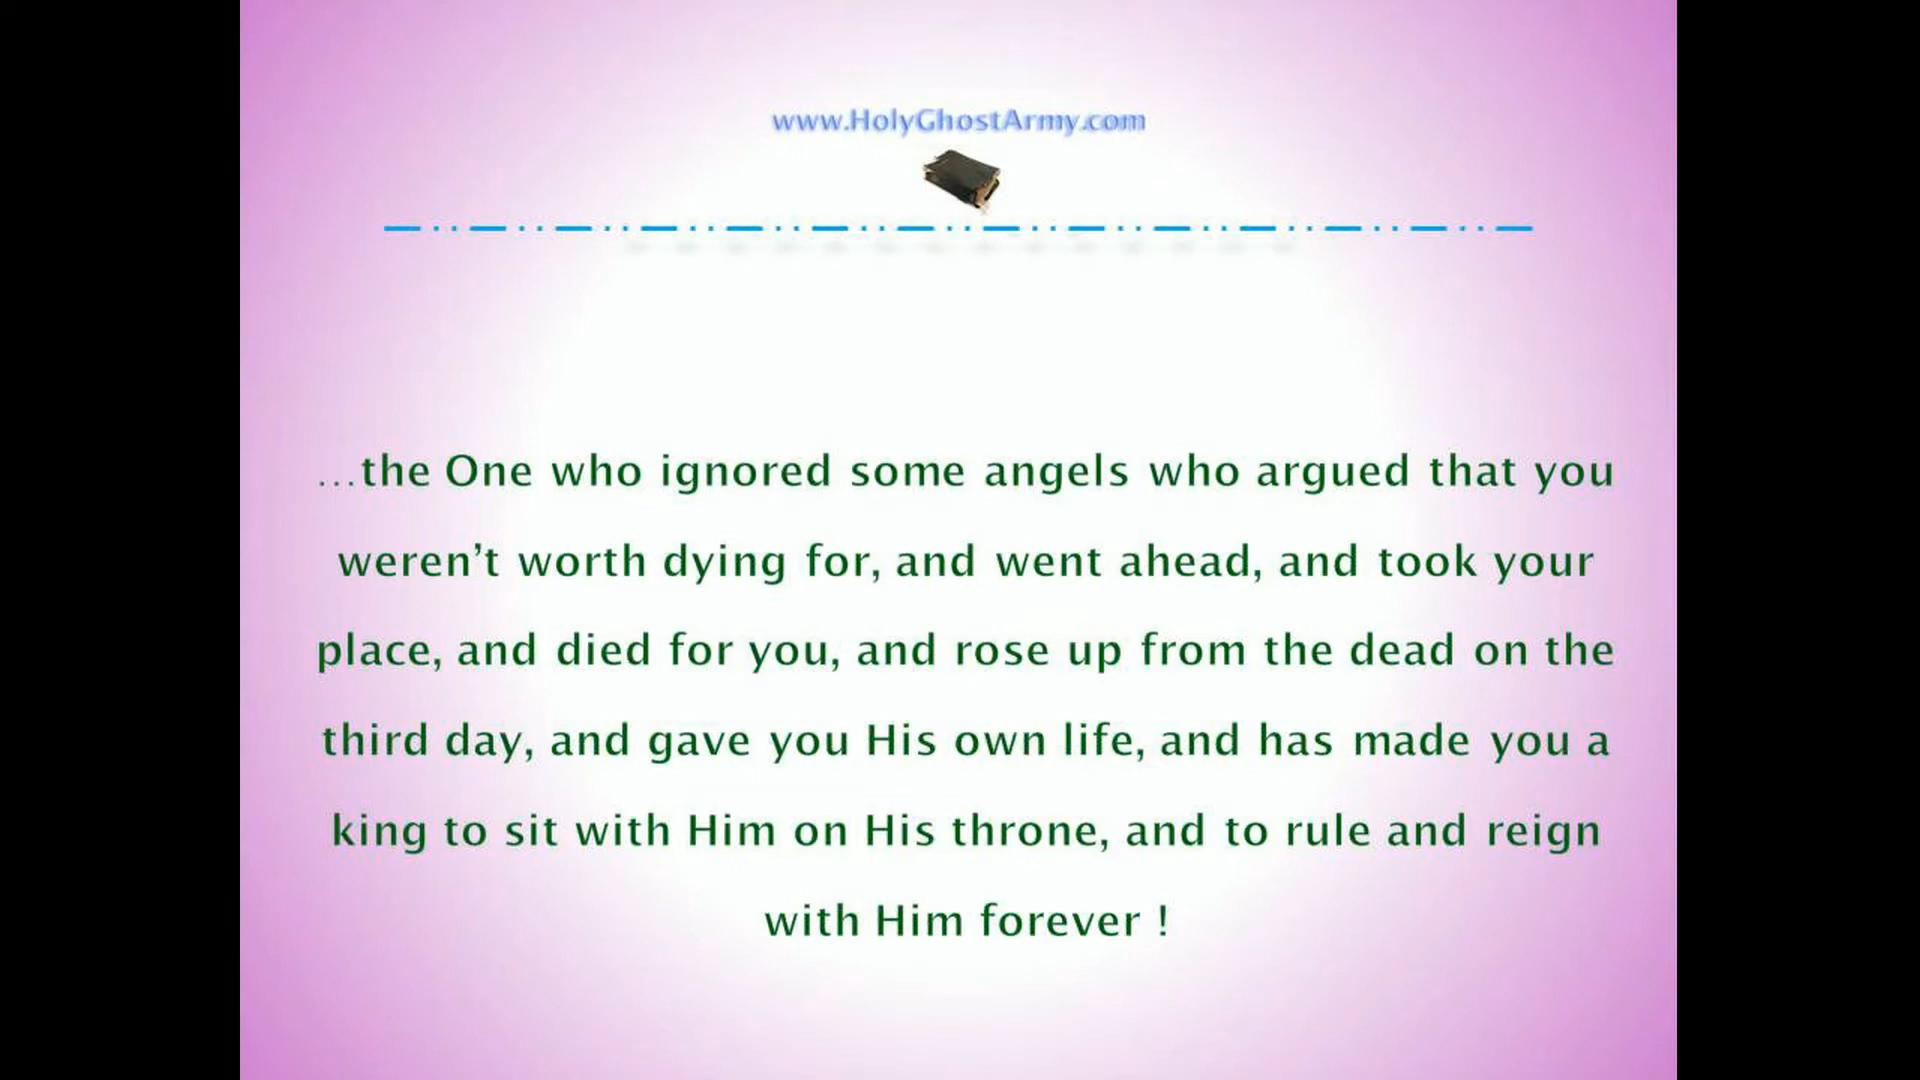 www.HolyGhostArmy.com
...the One who ignored some angels who argued that you
weren’t worth dying for, and went ahead, and took your
place, and died for you, and rose up from the dead on the
third day, and gave you His own life, and has made you a
king to sit with Him on His throne, and to rule and reign
with Him forever !